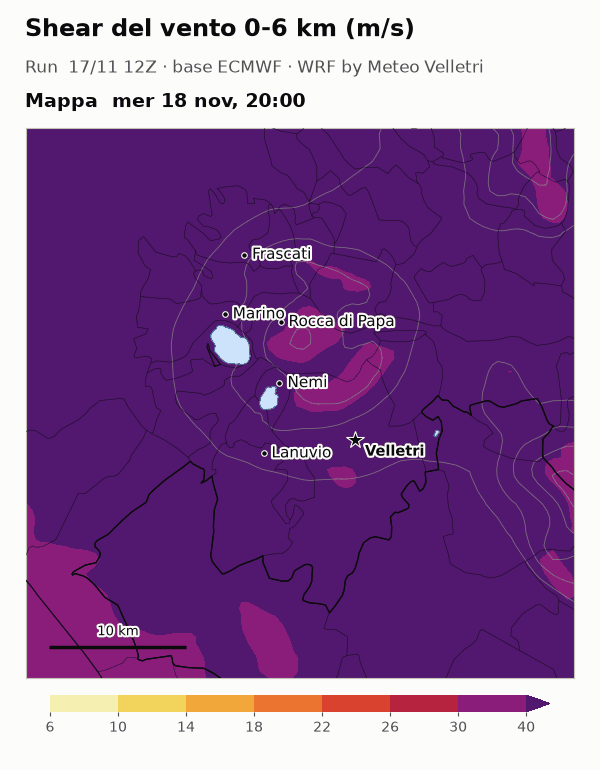 Shear del vento 0-6 km (m/s)
Run  17/11 12Z · base ECMWF · WRF by Meteo Velletri
Mappa  mer 18 nov, 20:00
Frascati
Marino
Rocca di Papa
Nemi
Lanuvio
Velletri
10 km
6 10 14 18 22 26 30 40